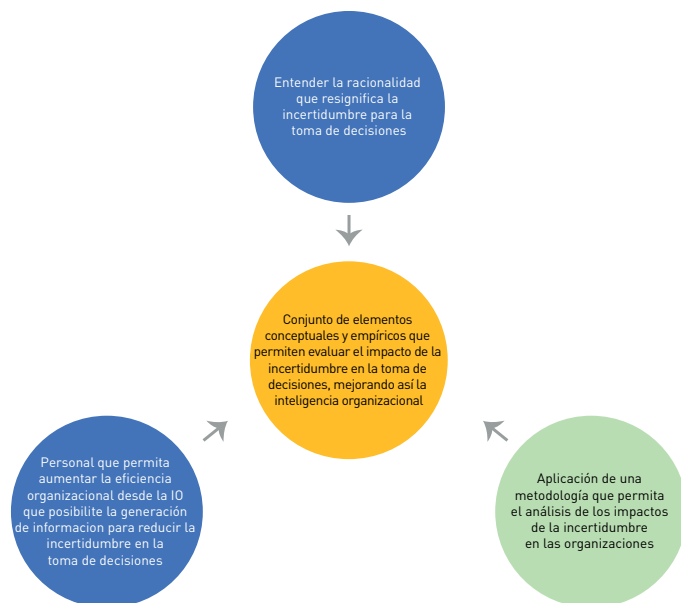 Entender la racionalidad
que resignifica la
incertidumbre para la
toma de decisiones
Conjunto de elementos
conceptuales y empíricos que
permiten evaluar el impacto de la
incertidumbre en la toma de
decisiones, mejorando así la
inteligencia organizacional
Personal que permita
aumentar la eficiencia
organizacional desde la IO
que posibilite la generación
de informacion para reducir la
incertidumbre en la
toma de decisiones
Aplicación de una
metodología que permita
el análisis de los impactos
de la incertidumbre
en las organizaciones